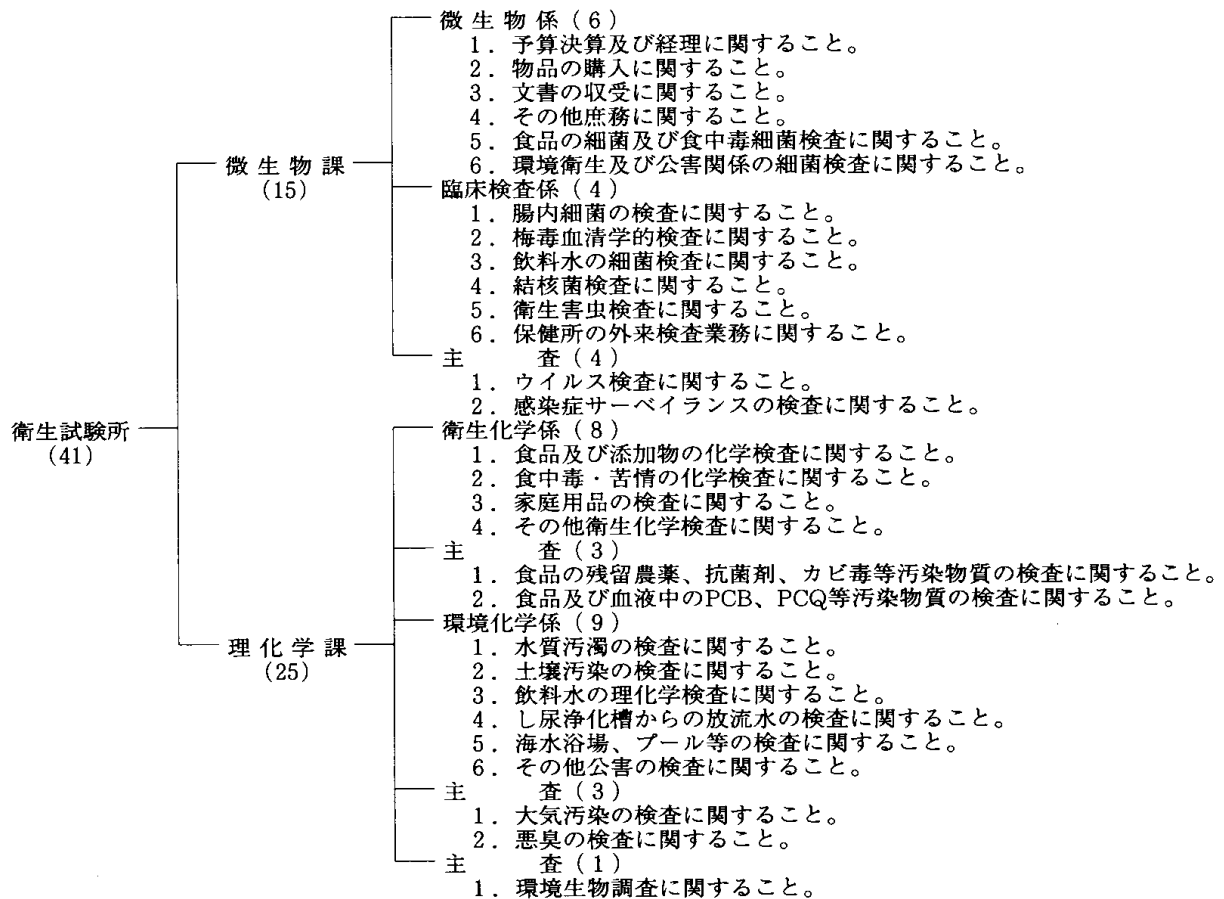 微生物係(6)
1．予算決算及び経理に関すること。
2．物品の購入に関すること。
3．文書の収受に関すること。
4．その他庶務に関すること。
5．食品の細菌及び食中毒細菌検査に関すること。
6．環境衛生及び公害関係の細菌検査に関すること。
微生物課
(15)
臨床検査係(4)
1．腸内細菌の検査に関すること。
2．梅毒血清学的検査に関すること。
3．飲料水の細菌検査に関すること。
4．結核菌検査に関すること。
5．衛生害虫検査に関すること。
6．保健所の外来検査業務に関すること。
主　　査(4)
1．ウイルス検査に関すること。
2．感染症サーベイランスの検査に関すること。
衛生試験所
(41)
衛生化学係(8)
1．食品及び添加物の化学検査に関すること。
2．食中毒・苦情の化学検査に関すること。
3．家庭用品の検査に関すること。
4．その他衛生化学検査に関すること。
主　　査(3)
1．食品の残留農薬、抗菌剤、カビ毒等汚染物質の検査に関すること。
2．食品及び血液中のPCB、PCQ等汚染物質の検査に関すること。
理化学課
(25)
環境化学係(9)
1．水質汚濁の検査に関すること。
2．土壌汚染の検査に関すること。
3．飲料水の理化学検査に関すること。
4．し尿浄化槽からの放流水の検査に関すること。
5．海水浴場、プール等の検査に関すること。
6．その他公害の検査に関すること。
主　　査(3)
1．大気汚染の検査に関すること。
2．悪臭の検査に関すること。
主　　査(1)
1．環境生物調査に関すること。